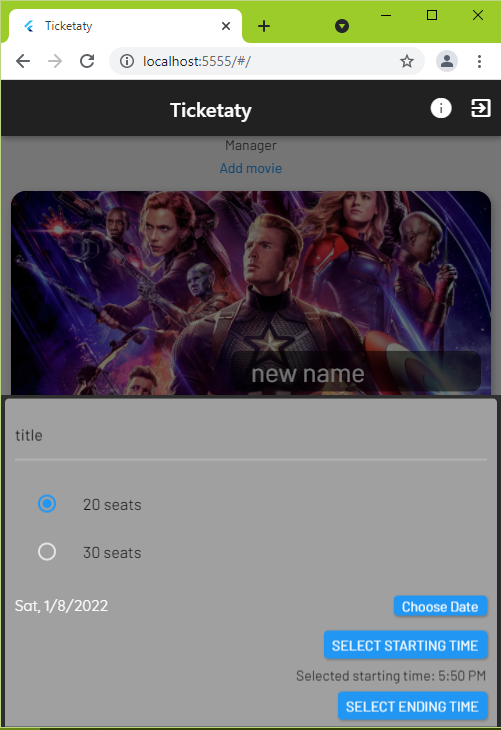 Ticketaty
localhost:5555/#/
Ticketaty
Manager
Add movie
new name
title
20 seats
30 seats
Sat, 1/8/2022
Choose Date
SELECT STARTING TIME
Selected starting time: 5:50 PM
SELECT ENDING TIME